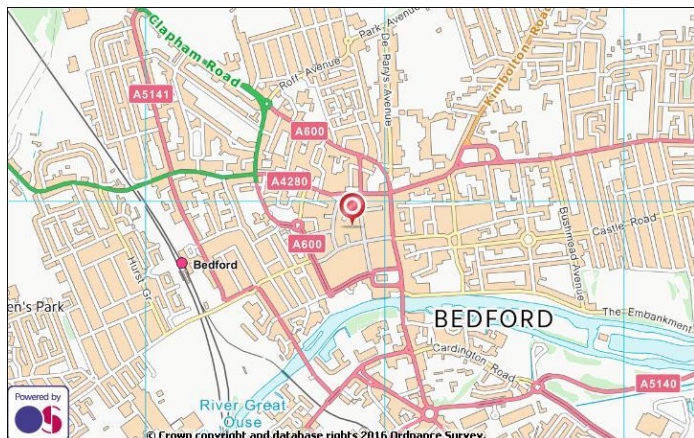 Clapham Road
Park Avenue
De Parys Avenue
Kimbolton Road
Roff Avenue
A5141
A600
A4280
A600
Bushmead Avenue
Castle Road
Hurst Gr
Bedford
en's Park
The Embankment
BEDFORD
Cardington Road
A5140
Powered by
OS
River Great
Ouse
© Crown copyright and database rights 2016 Ordnance Survey.